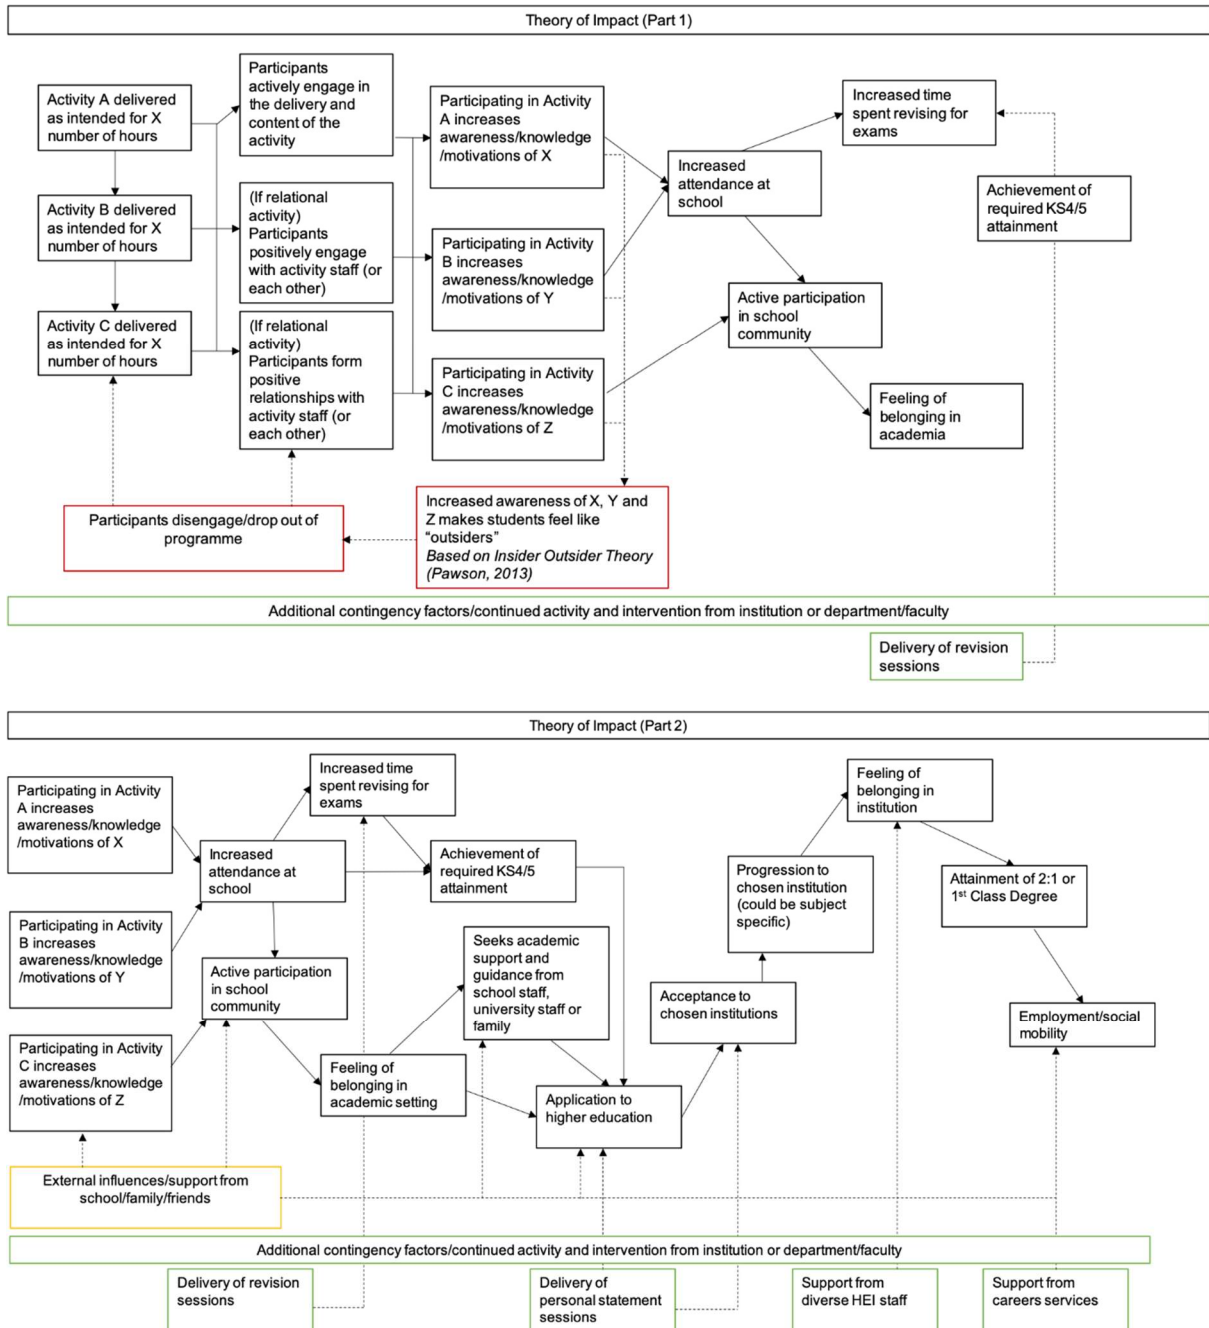 Theory of Impact (Part 1)
Activity A delivered
as intended for X
number of hours
Activity B delivered
as intended for X
number of hours
Activity C delivered
as intended for X
number of hours
Participants
actively engage in
the delivery and
content of the
activity
(If relational
activity)
Participants
positively engage
with activity staff (or
each other)
(If relational
activity)
Participants form
positive
relationships with
activity staff (or
each other)
Participating in Activity
A increases
awareness/knowledge
/motivations of X
Participating in Activity
B increases
awareness/knowledge
/motivations of Y
Participating in Activity
C increases
awareness/knowledge
/motivations of Z
Increased
attendance at
school
Increased time
spent revising for
exams
Achievement of
required KS4/5
attainment
Active participation
in school
community
Feeling of
belonging in
academia
Participants disengage/drop out of
programme
Increased awareness of X, Y and
Z makes students feel like
“outsiders”
Based on Insider Outsider Theory
(Pawson, 2013)
Additional contingency factors/continued activity and intervention from institution or department/faculty
Delivery of revision
sessions
Theory of Impact (Part 2)
Participating in Activity
A increases
awareness/knowledge
/motivations of X
Participating in Activity
B increases
awareness/knowledge
/motivations of Y
Participating in Activity
C increases
awareness/knowledge
/motivations of Z
Increased
attendance at
school
Increased time
spent revising for
exams
Achievement of
required KS4/5
attainment
Active participation
in school
community
Feeling of
belonging in
academic setting
Seeks academic
support and
guidance from
school staff,
university staff or
family
Application to
higher education
Acceptance to
chosen institutions
Progression to
chosen institution
(could be subject
specific)
Feeling of
belonging in
institution
Attainment of 2:1 or
1st Class Degree
Employment/social
mobility
External influences/support from
school/family/friends
Additional contingency factors/continued activity and intervention from institution or department/faculty
Delivery of revision
sessions
Delivery of
personal statement
sessions
Support from
diverse HEI staff
Support from
careers services